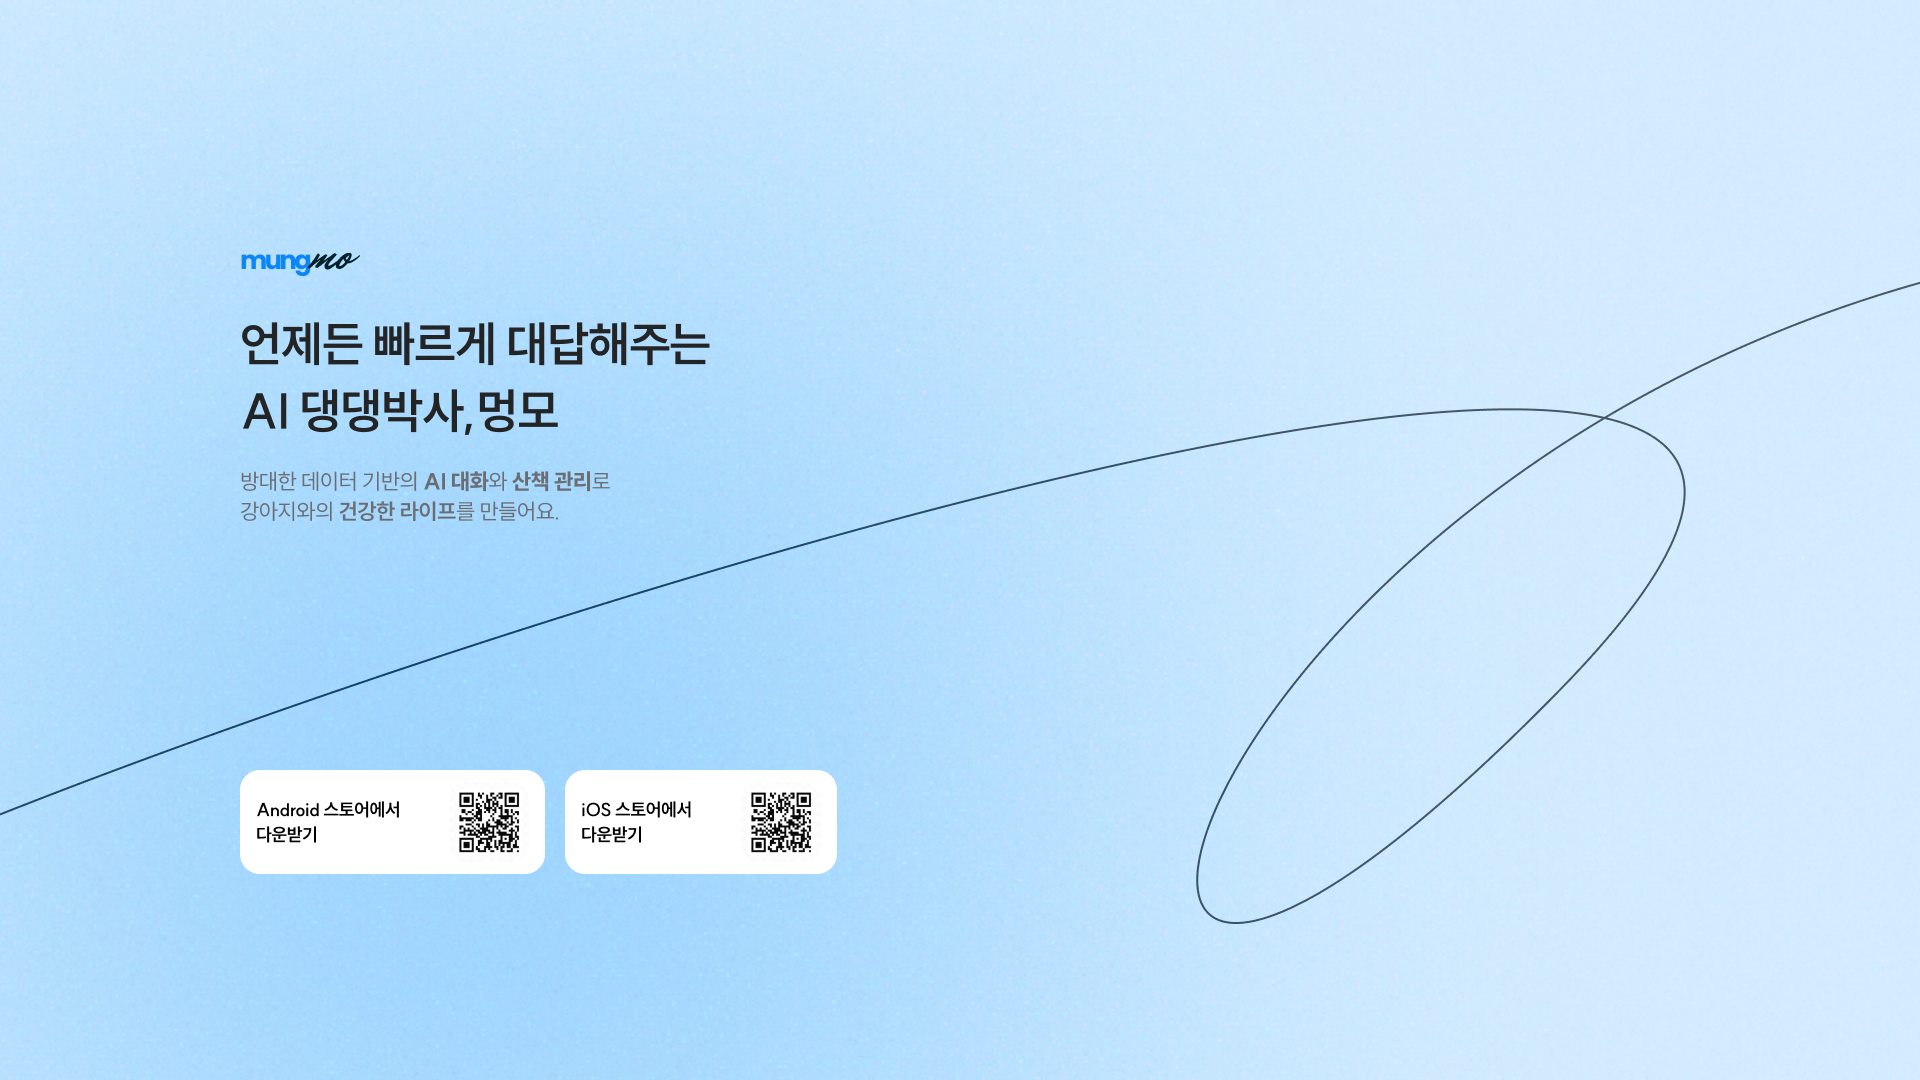 mungmo
언제든 빠르게 대답해주는
AI 댕댕박사, 멍모
방대한 데이터 기반의 AI 대화와 산책 관리로
강아지와의 건강한 라이프를 만들어요.
Android 스토어에서
다운받기
iOS 스토어에서
다운받기